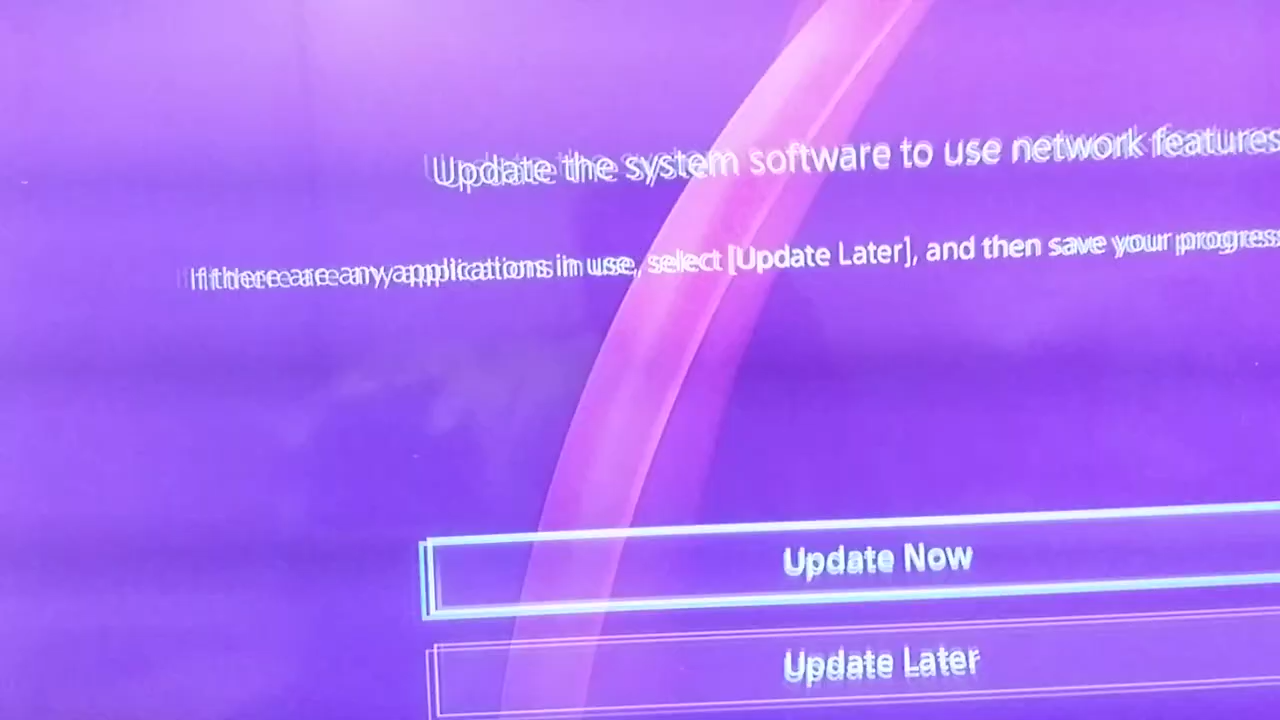 Update the system software to use network features
If there are any applications in use, select [Update Later], and then save your progress
Update Now
Update Later